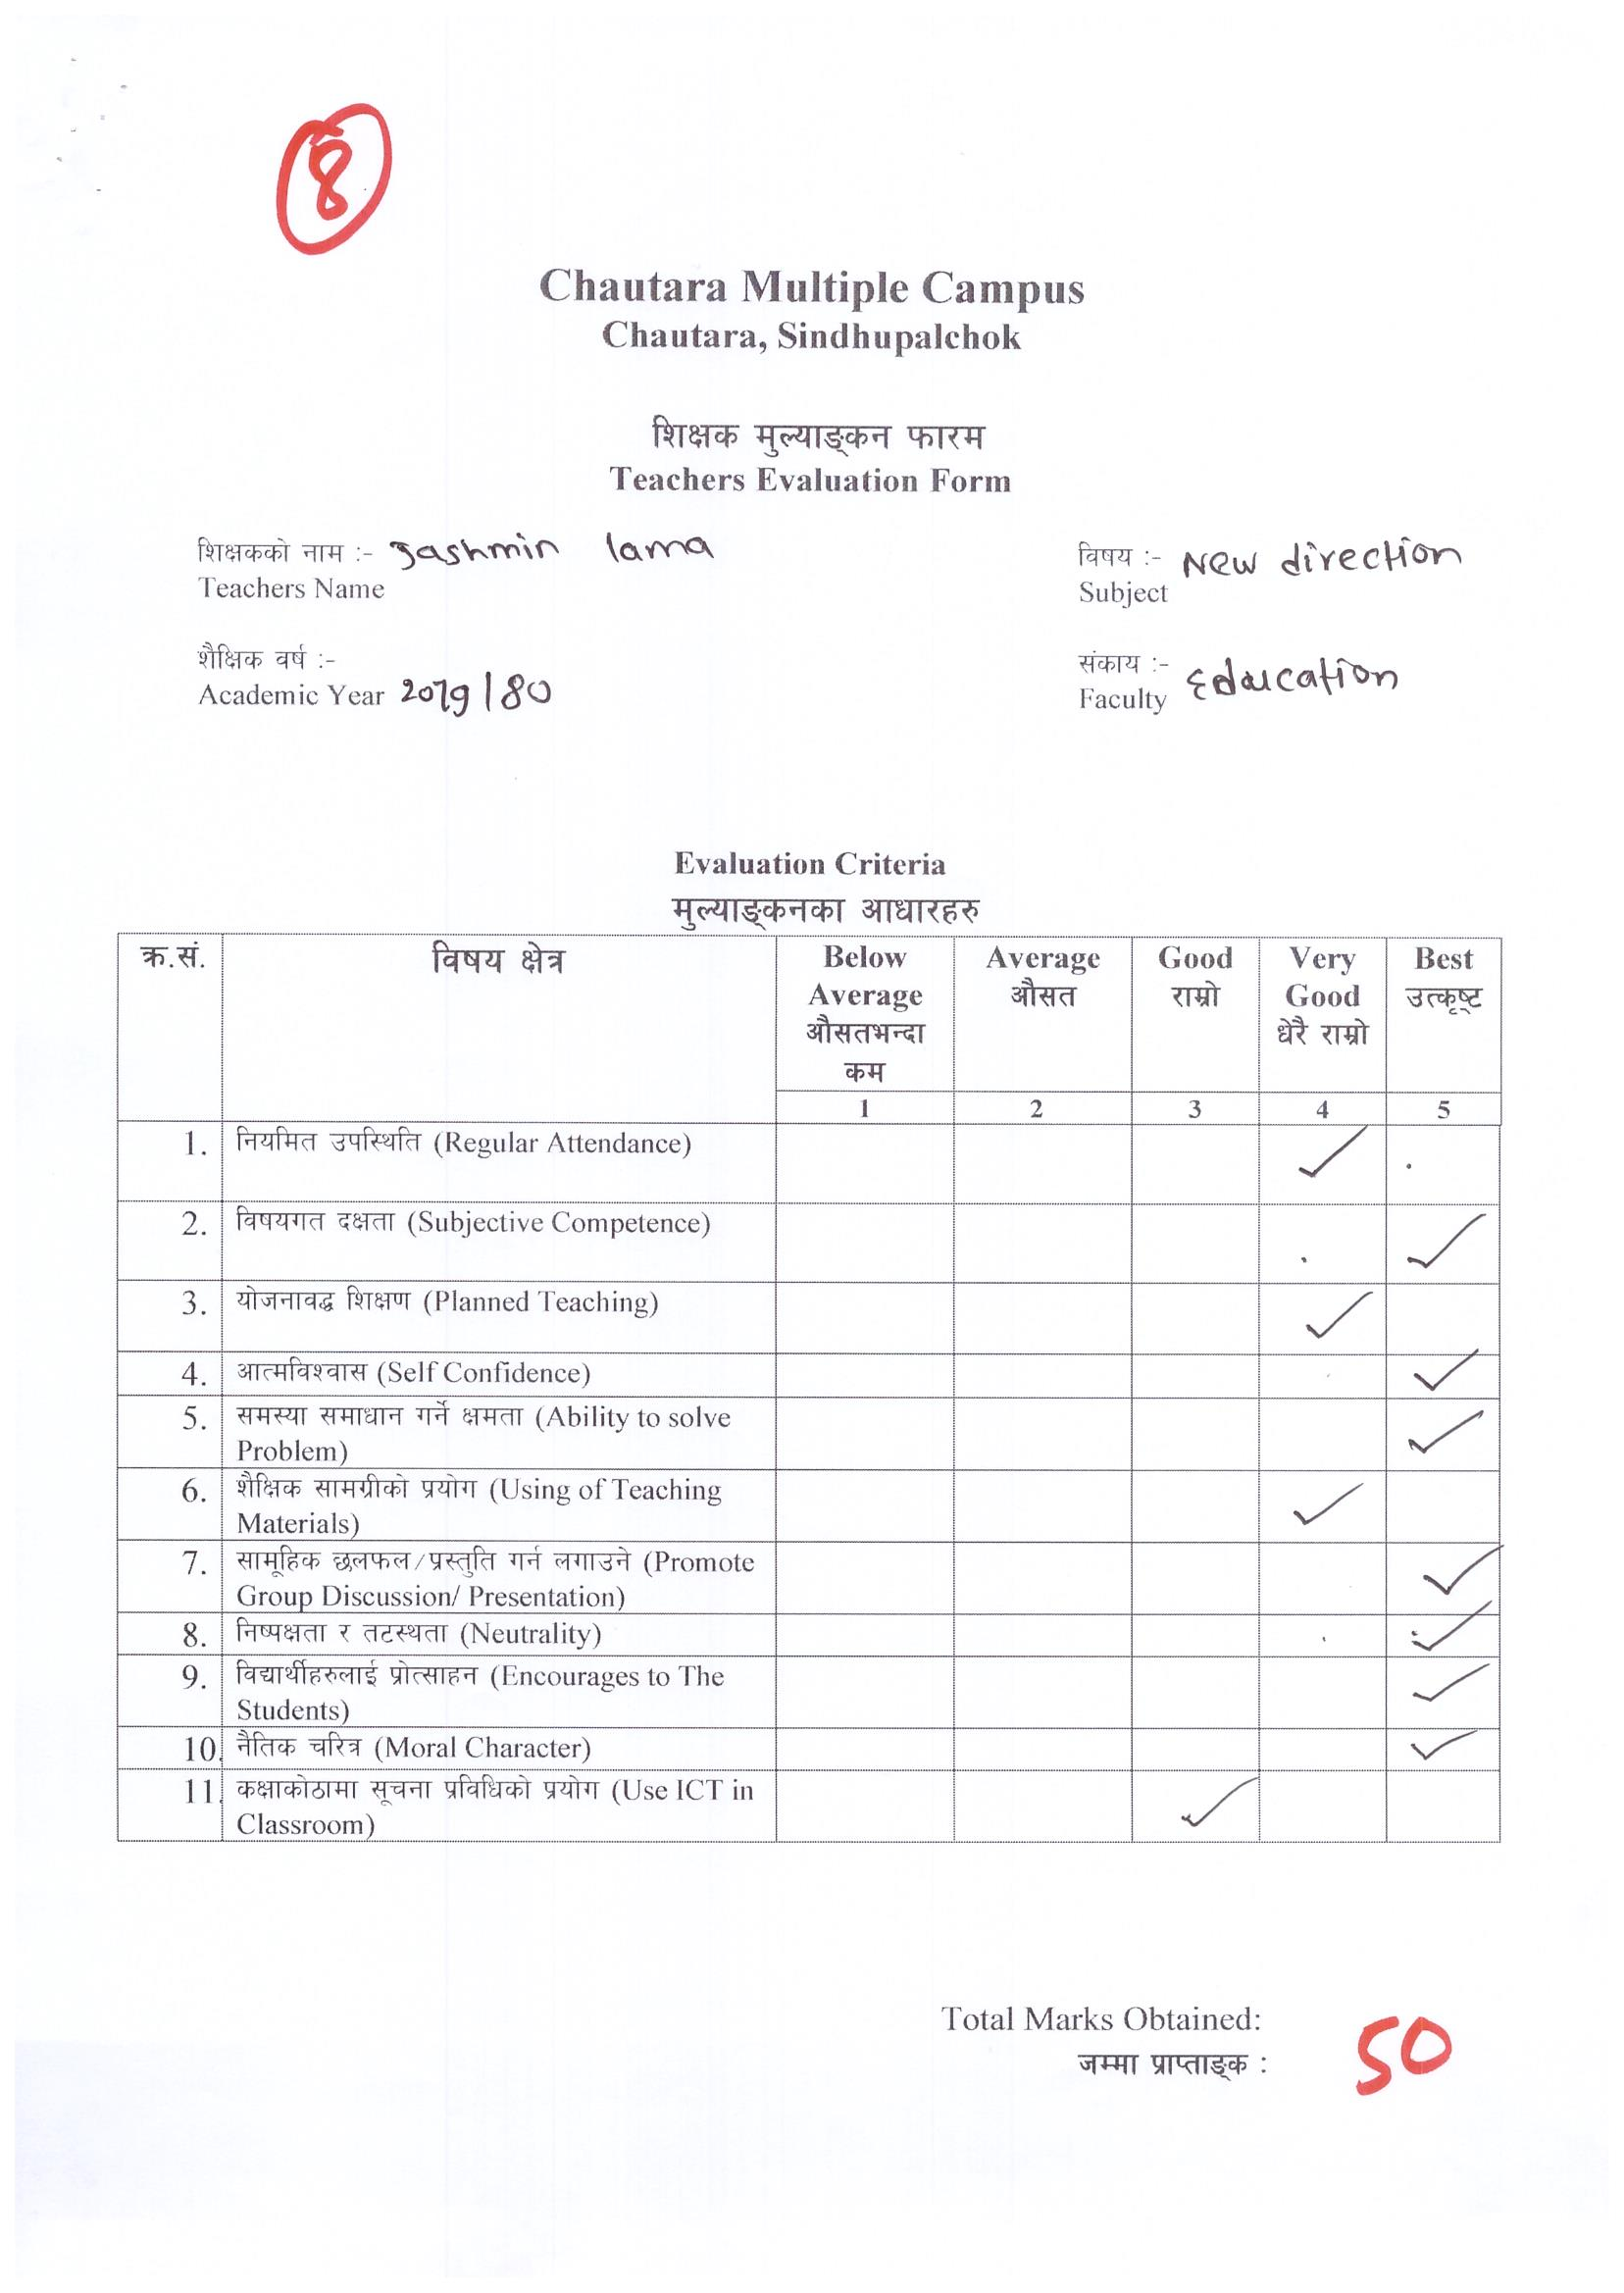 8
Chautara Multiple Campus
Chautara, Sindhupalchok
शिक्षक मुल्याङ्कन फारम
Teachers Evaluation Form
शिक्षकको नाम :- Jashmin lama
Teachers Name
विषय :- New direction
Subject
शैक्षिक वर्ष :-
Academic Year 2079/80
संकाय :- Education
Faculty
Evaluation Criteria
मुल्याङ्कनका आधारहरु
क्र.सं. विषय क्षेत्र Below Average औसतभन्दा कम Average औसत Good राम्रो Very Good धेरै राम्रो Best उत्कृष्ट
1 2 3 4 5
1. नियमित उपस्थिति (Regular Attendance) ✓
2. विषयगत दक्षता (Subjective Competence) ✓
3. योजनावद्ध शिक्षण (Planned Teaching) ✓
4. आत्मविश्वास (Self Confidence) ✓
5. समस्या समाधान गर्ने क्षमता (Ability to solve
Problem) ✓
6. शैक्षिक सामग्रीको प्रयोग (Using of Teaching
Materials) ✓
7. सामूहिक छलफल/प्रस्तुति गर्न लगाउने (Promote
Group Discussion/ Presentation) ✓
8. निष्पक्षता र तटस्थता (Neutrality) ✓
9. विद्यार्थीहरुलाई प्रोत्साहन (Encourages to The
Students) ✓
10. नैतिक चरित्र (Moral Character) ✓
11. कक्षाकोठामा सूचना प्रविधिको प्रयोग (Use ICT in
Classroom) ✓
Total Marks Obtained:
जम्मा प्राप्ताङ्क : 50